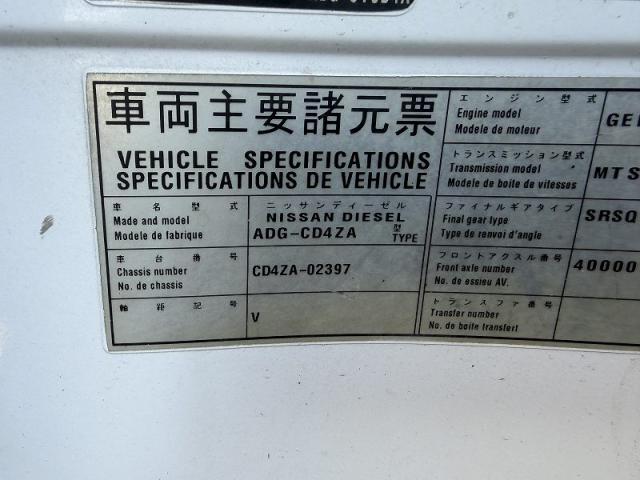 車両主要諸元票
VEHICLE SPECIFICATIONS
SPECIFICATIONS DE VEHICLE
車名型式
Made and model
Modele de fabrique
ニッサンディーゼル
NISSAN DIESEL
ADG-CD4ZA 型 TYPE
車台番号
Chassis number
No. de chassis
CD4ZA-02397
軸距記号
V
エンジン型式
Engine model
Modele de moteur
GE
トランスミッション型式
Transmission model
Modele de boite de vitessus
MTS
ファイナルギアタイプ
Final gear type
Type de renvoi d'angle
SRSQ
フロントアクスル番号
Front axle number
No. de essieu AV.
40000
トランスファ番号
Transfer number
No. de boite transfert